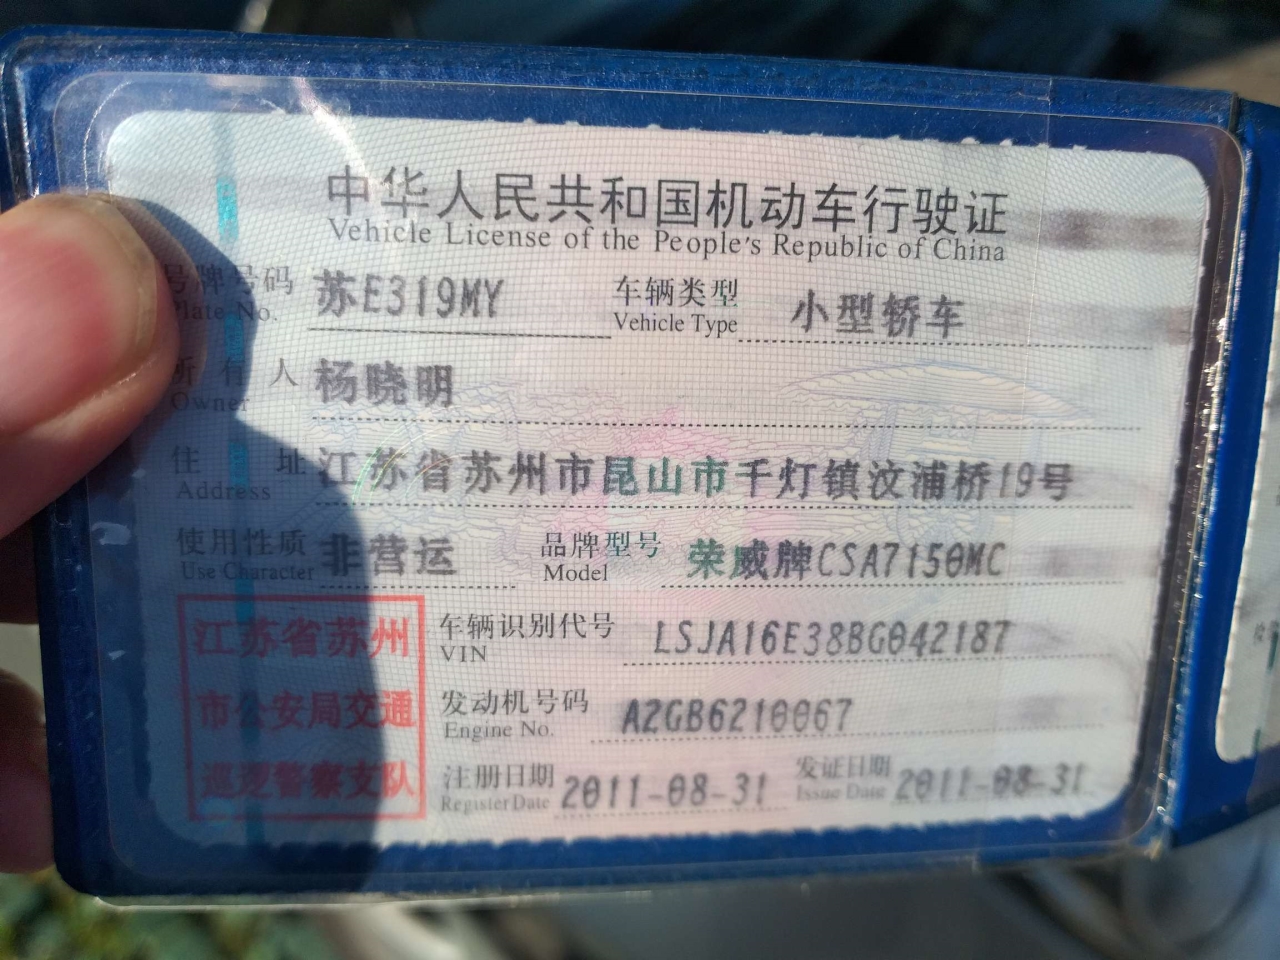 中华人民共和国机动车行驶证
Vehicle License of the People's Republic of China
号牌号码 苏E319MY 车辆类型 小型轿车
Plate No. Vehicle Type
所有人 杨晓明
Owner
住址 江苏省苏州市昆山市千灯镇汶浦桥19号
Address
使用性质 非营运 品牌型号 荣威牌CSA7150MC
Use Character Model
江苏省苏州
市公安局交通
巡逻警察支队
车辆识别代号 LSJA16E38BG042187
VIN
发动机号码 A2GB6210067
Engine No.
注册日期 2011-08-31 发证日期 2011-08-31
Register Date Issue Date